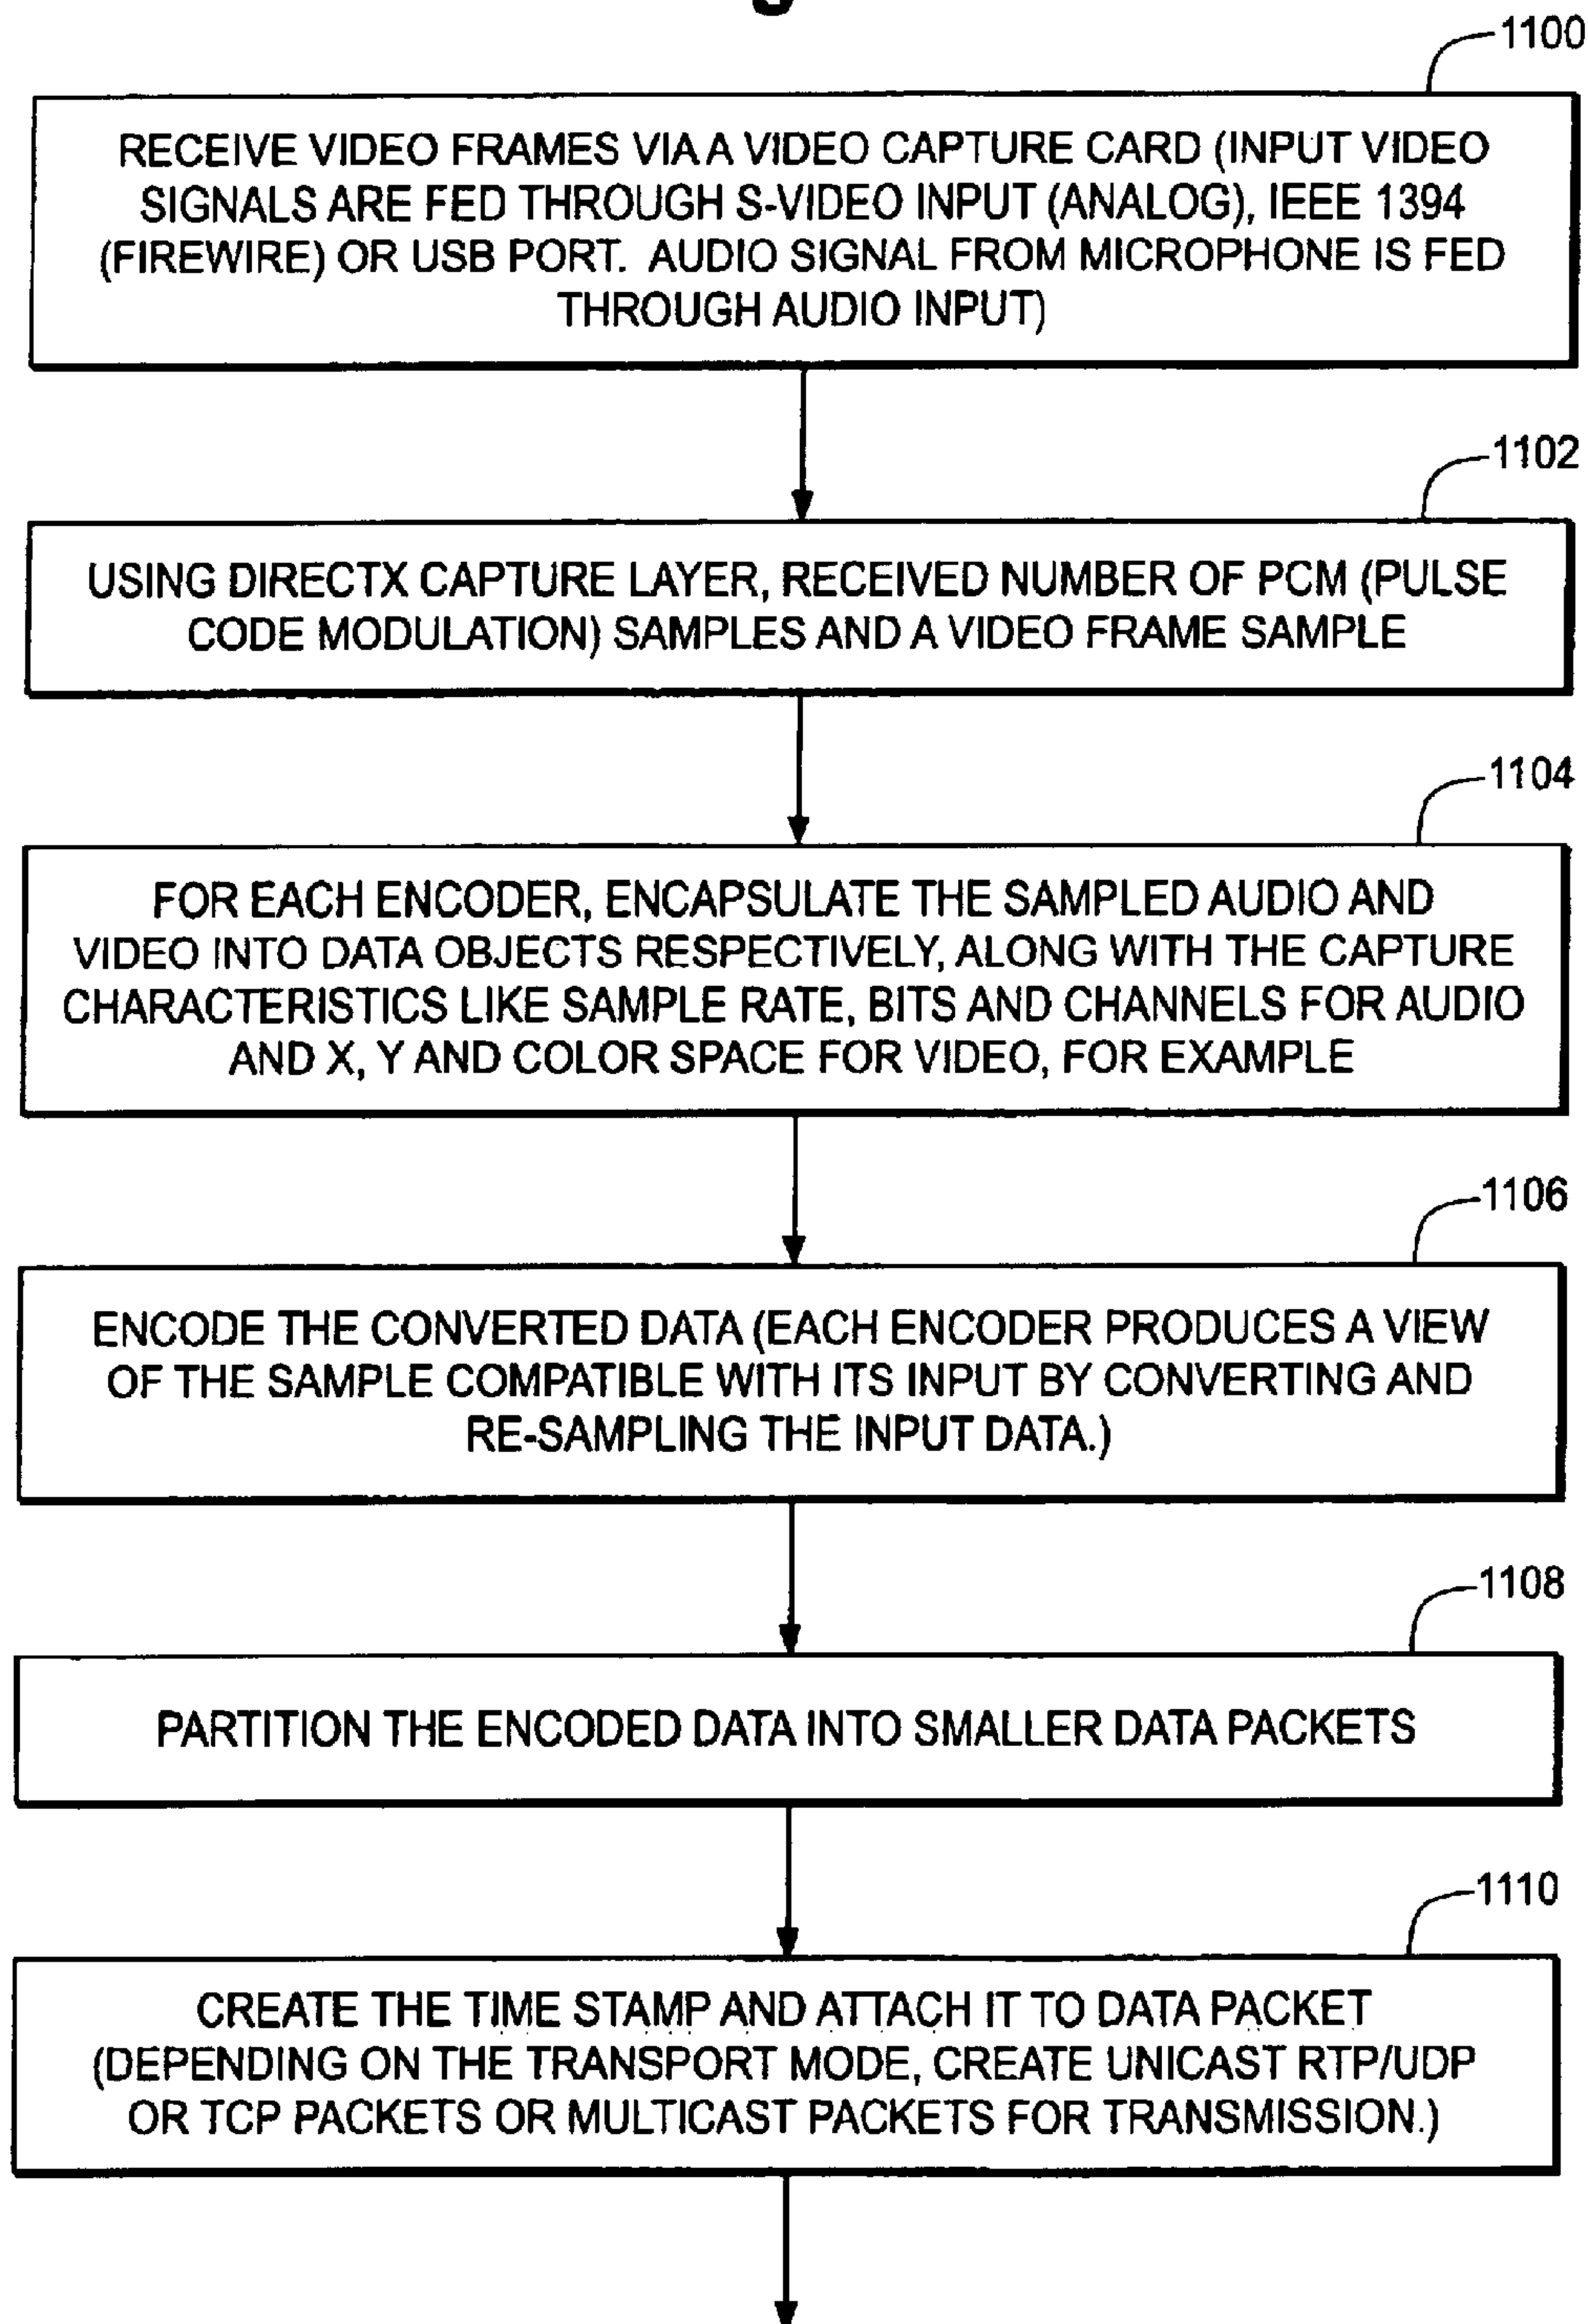 1100
RECEIVE VIDEO FRAMES VIA A VIDEO CAPTURE CARD (INPUT VIDEO
SIGNALS ARE FED THROUGH S-VIDEO INPUT (ANALOG), IEEE 1394
(FIREWIRE) OR USB PORT. AUDIO SIGNAL FROM MICROPHONE IS FED
THROUGH AUDIO INPUT)
1102
USING DIRECTX CAPTURE LAYER, RECEIVED NUMBER OF PCM (PULSE
CODE MODULATION) SAMPLES AND A VIDEO FRAME SAMPLE
1104
FOR EACH ENCODER, ENCAPSULATE THE SAMPLED AUDIO AND
VIDEO INTO DATA OBJECTS RESPECTIVELY, ALONG WITH THE CAPTURE
CHARACTERISTICS LIKE SAMPLE RATE, BITS AND CHANNELS FOR AUDIO
AND X, Y AND COLOR SPACE FOR VIDEO, FOR EXAMPLE
1106
ENCODE THE CONVERTED DATA (EACH ENCODER PRODUCES A VIEW
OF THE SAMPLE COMPATIBLE WITH ITS INPUT BY CONVERTING AND
RE-SAMPLING THE INPUT DATA.)
1108
PARTITION THE ENCODED DATA INTO SMALLER DATA PACKETS
1110
CREATE THE TIME STAMP AND ATTACH IT TO DATA PACKET
(DEPENDING ON THE TRANSPORT MODE, CREATE UNICAST RTP/UDP
OR TCP PACKETS OR MULTICAST PACKETS FOR TRANSMISSION.)